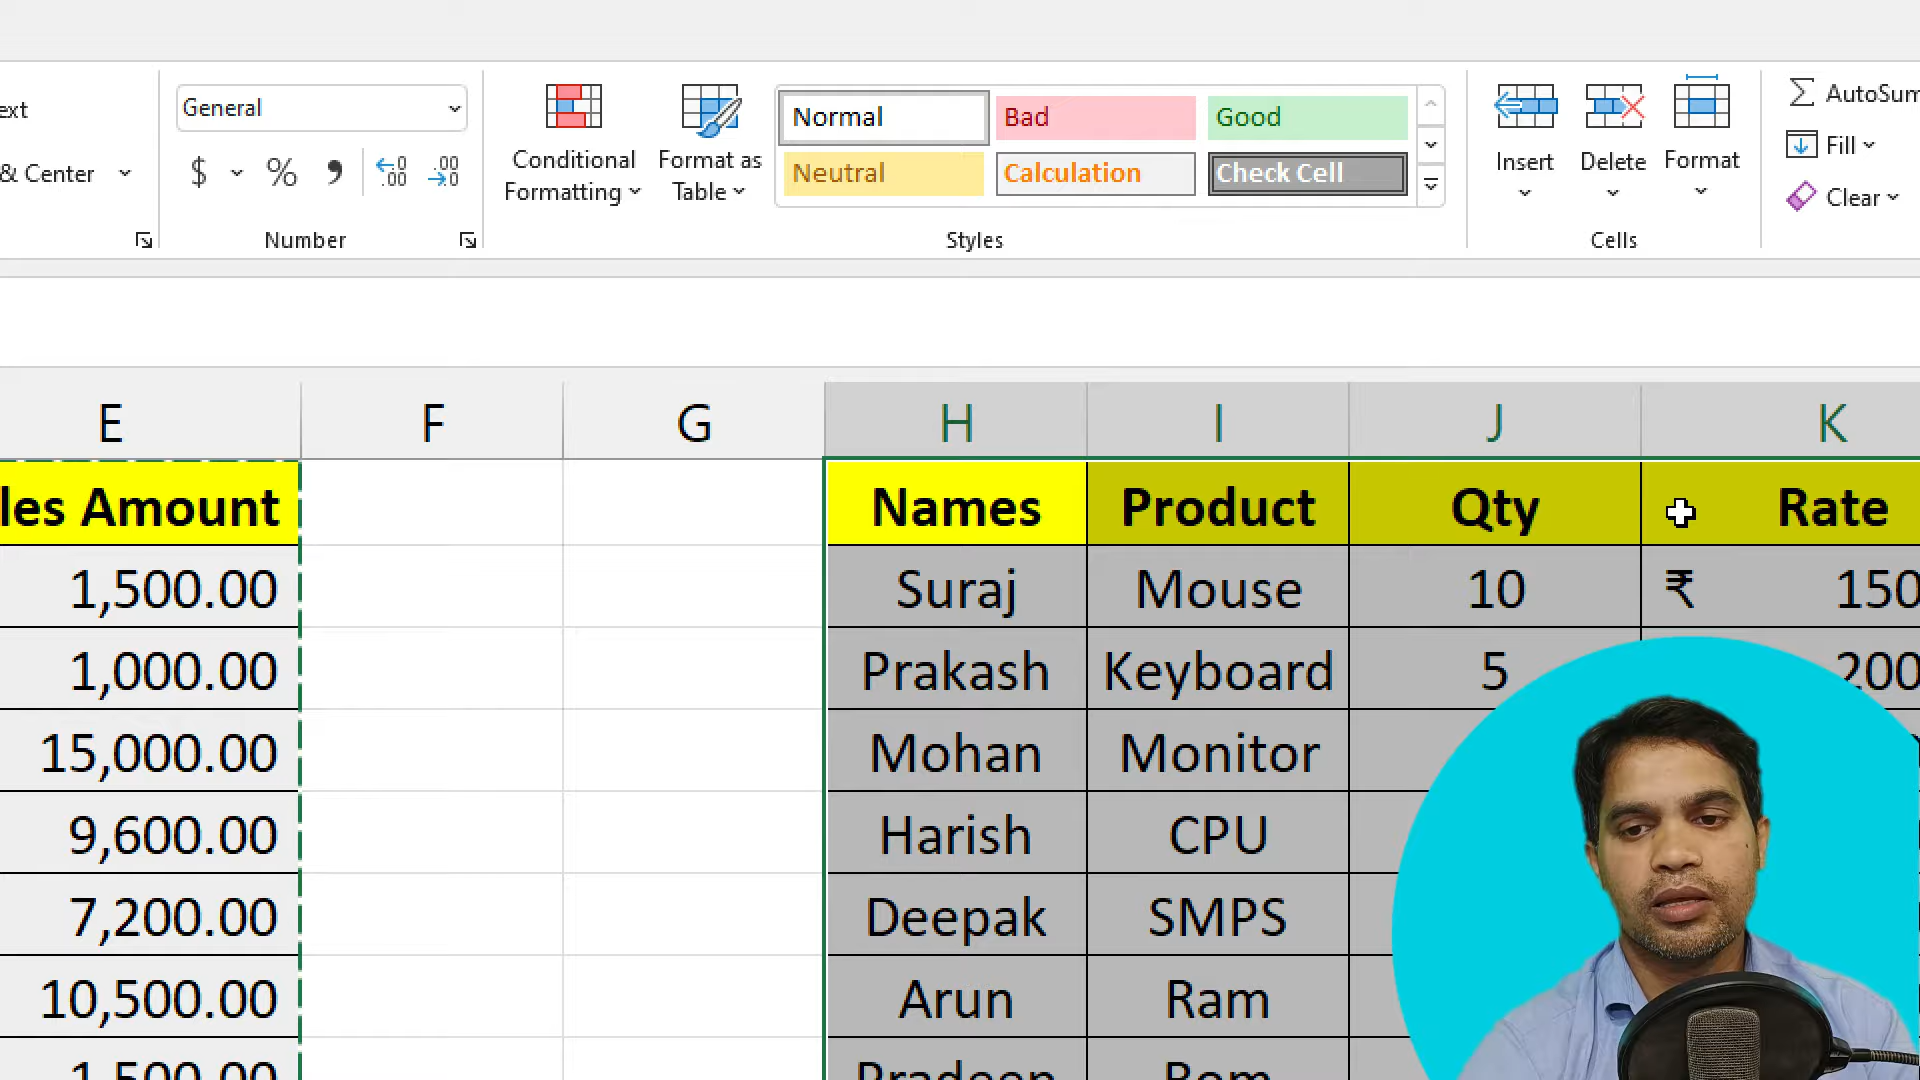 ext
& Center
General
$ % , .00 .00
Number
Conditional
Formatting
Format as
Table
Normal
Bad
Good
Neutral
Calculation
Check Cell
Styles
Insert
Delete
Format
Cells
AutoSum
Fill
Clear
E F G H I J K
les Amount Names Product Qty Rate
1,500.00 Suraj Mouse 10 ₹ 150
1,000.00 Prakash Keyboard 5 200
15,000.00 Mohan Monitor
9,600.00 Harish CPU
7,200.00 Deepak SMPS
10,500.00 Arun Ram
1,500.00 Pradeep Rom